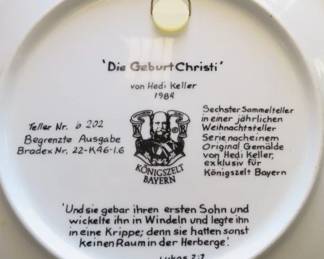 'Die Geburt Christi'
von Hedi Keller
1984
Teller Nr. b 202
Begrenzte Ausgabe
Bradex Nr. 22-K46-1.6
KÖNIGSZELT
BAYERN
Sechster Sammelteller
in einer jährlichen
Weihnachtsteller
Serie nach einem
Original Gemälde
von Hedi Keller,
exklusiv für
Königszelt Bayern
'Und sie gebar ihren ersten Sohn und
wickelte ihn in Windeln und legte ihn
in eine Krippe; denn sie hatten sonst
keinen Raum in der Herberge'.
Lukas 2:7